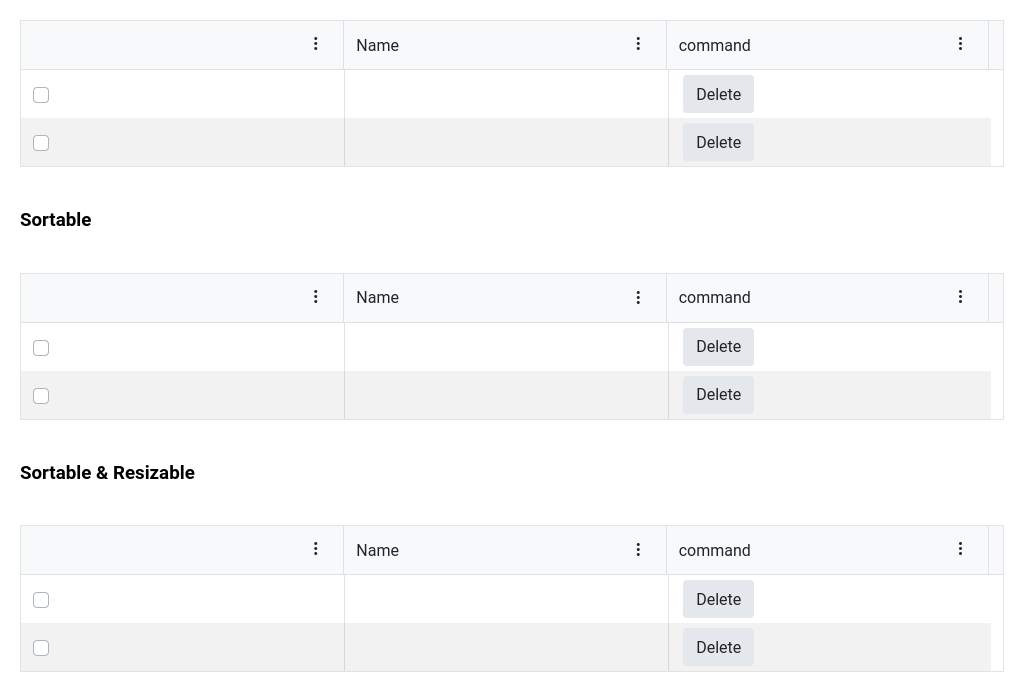 Name command
Delete
Delete
Sortable
Name command
Delete
Delete
Sortable & Resizable
Name command
Delete
Delete